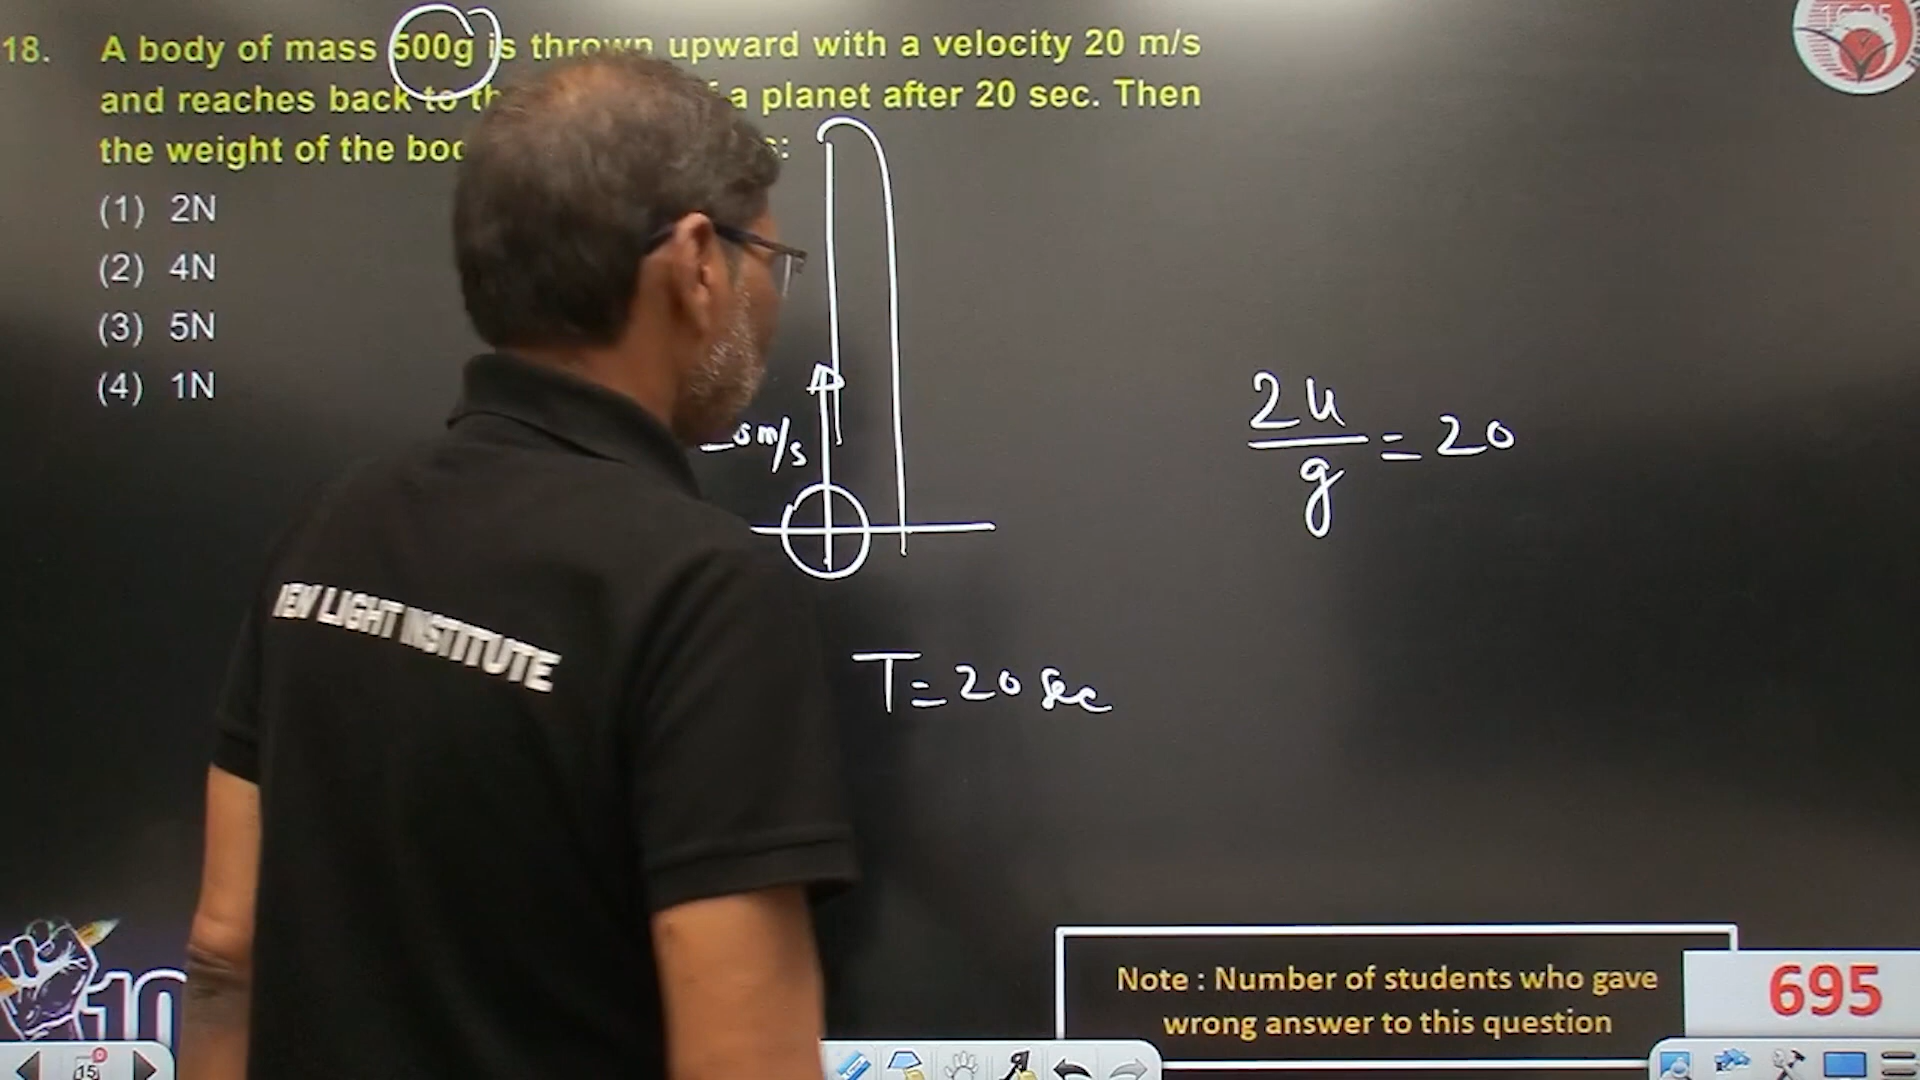 18. A body of mass 500g is thrown upward with a velocity 20 m/s
and reaches back to a planet after 20 sec. Then
the weight of the
(1) 2N
(2) 4N
(3) 5N
(4) 1N
m/s
2u/g = 20
T = 20 sec
LIGHT INSTITUTE
10
Note : Number of students who gave
wrong answer to this question
695
15